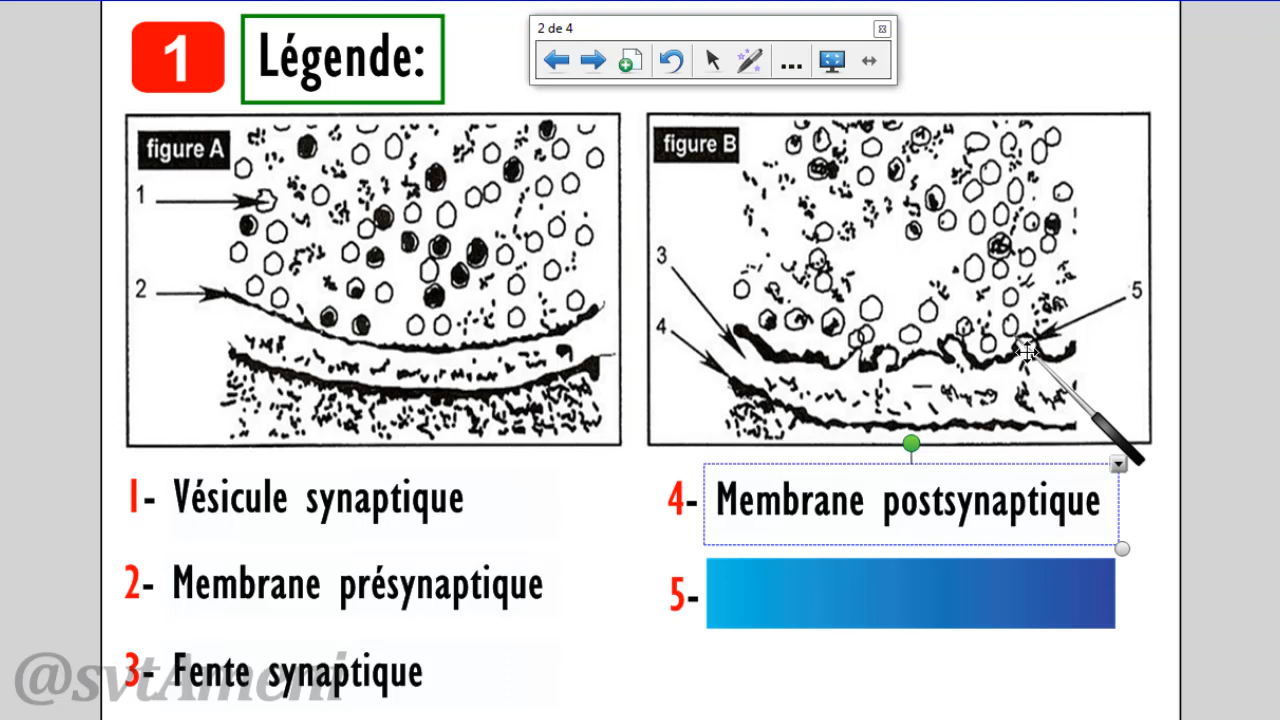 1
Légende:
2 de 4
...
figure A
1
2
figure B
3
4
5
1- Vésicule synaptique
2- Membrane présynaptique
3- Fente synaptique
4- Membrane postsynaptique
5-
@svtAmeni